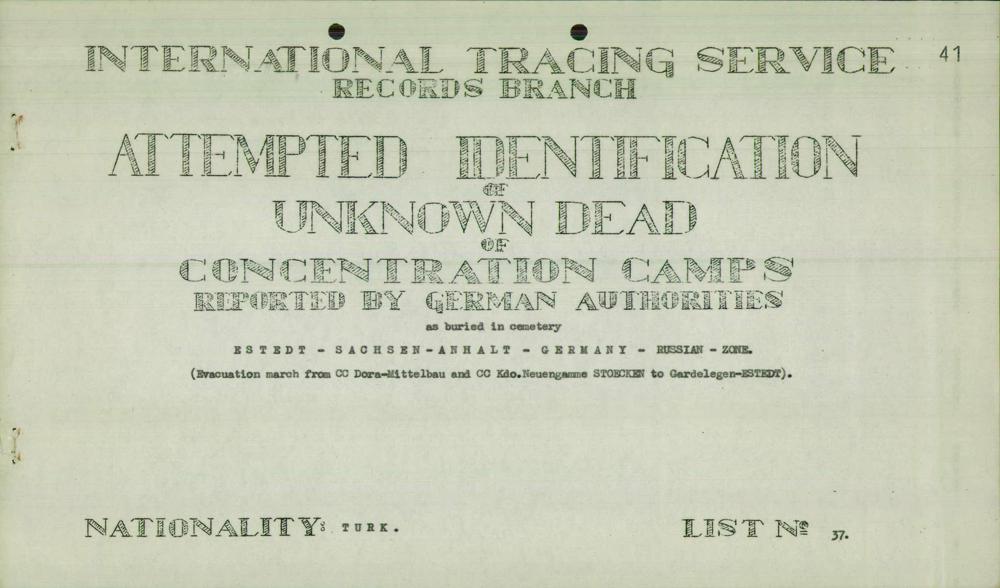 INTERNATIONAL TRACING SERVICE 41
RECORDS BRANCH
ATTEMPTED IDENTIFICATION
OF
UNKNOWN DEAD
OF
CONCENTRATION CAMPS
REPORTED BY GERMAN AUTHORITIES
as buried in cemetery
ESTEDT - SACHSEN-ANHALT - GERMANY - RUSSIAN - ZONE.
(Evacuation march from CC Dora-Mittelbau and CC Kdo.Neuengamme STOECKEN to Gardelegen-ESTEDT).
NATIONALITY: TURK. LIST Nº 37.